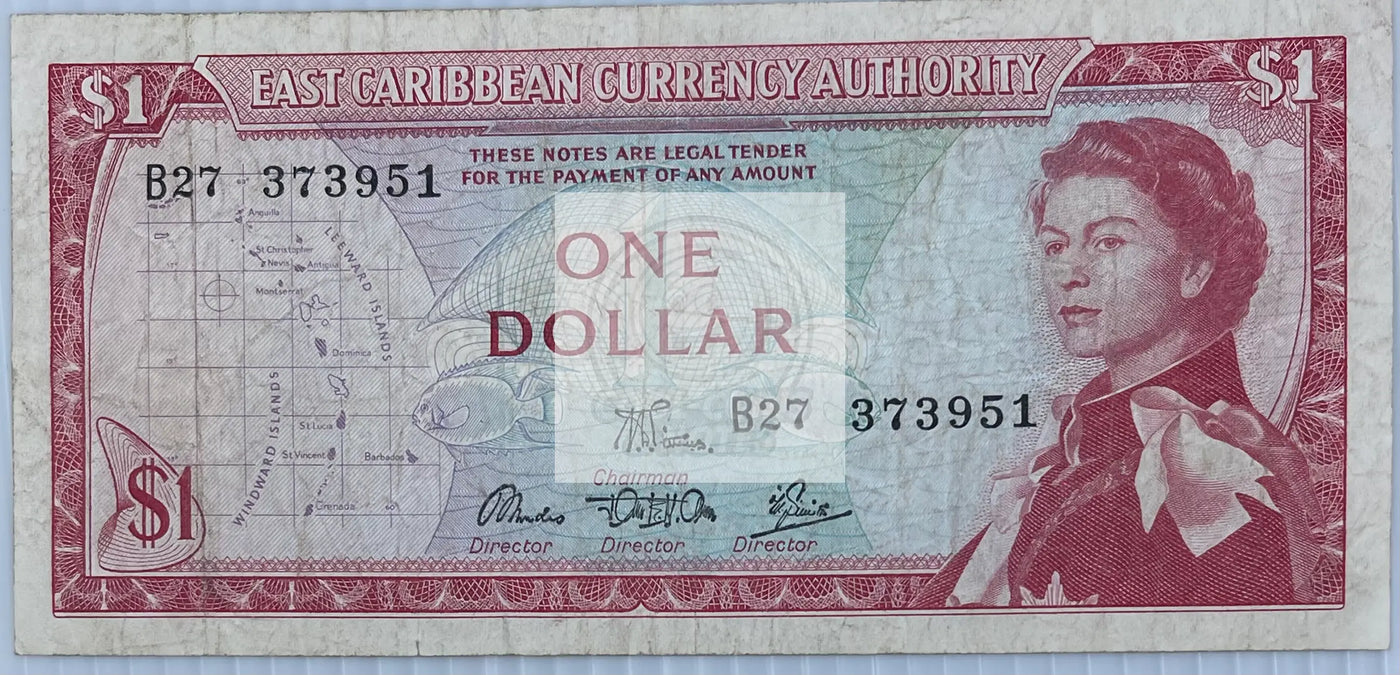 $1 EAST CARIBBEAN CURRENCY AUTHORITY $1
THESE NOTES ARE LEGAL TENDER
FOR THE PAYMENT OF ANY AMOUNT
B27 373951
Anguilla
LEEWARD ISLANDS
St Christopher
Nevis
Antigua
Montserrat
ONE
DOLLAR
Dominica
WINDWARD ISLANDS
St Lucia
B27 373951
St Vincent
Barbados
Chairman
$1
Grenada
Director Director Director